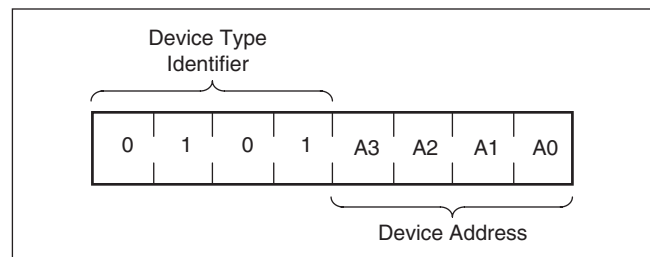 Device Type
Identifier
0 1 0 1 A3 A2 A1 A0
Device Address